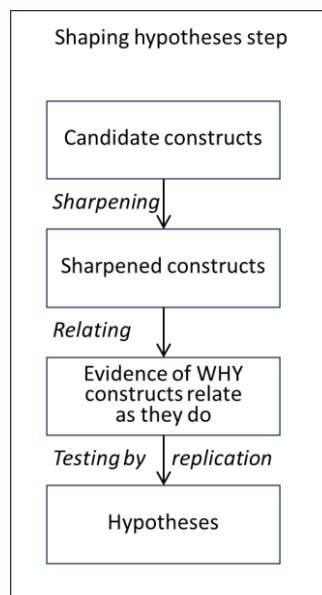 Shaping hypotheses step
Candidate constructs
Sharpening
Sharpened constructs
Relating
Evidence of WHY
constructs relate
as they do
Testing by replication
Hypotheses